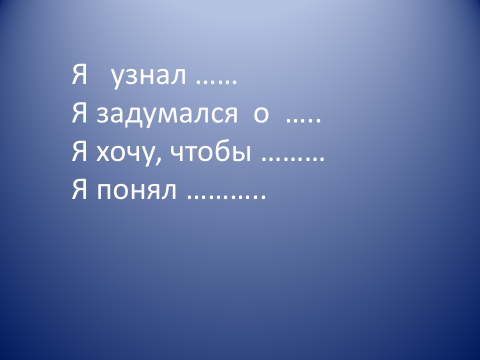 Я узнал ……
Я задумался о …..
Я хочу, чтобы ………
Я понял ………..